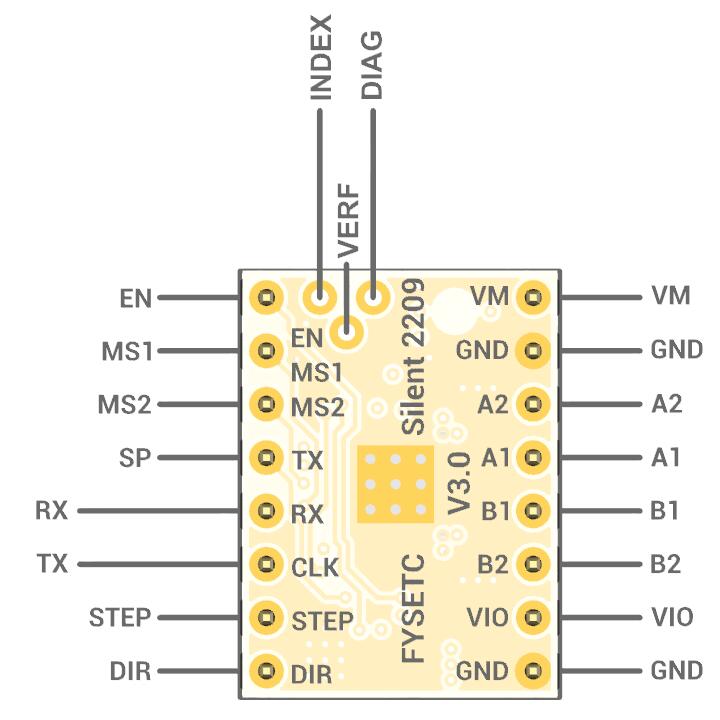 INDEX
DIAG
VERF
EN
VM
VM
EN
MS1
GND
GND
MS1
MS2
MS2
A2
A2
Silent 2209
SP
TX
A1
A1
V3.0
RX
RX
B1
B1
TX
CLK
B2
B2
FYSETC
STEP
STEP
VIO
VIO
DIR
DIR
GND
GND